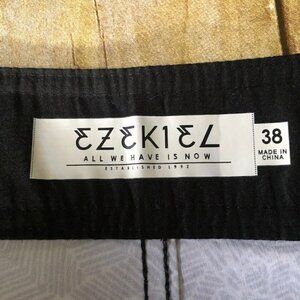 EZEKIEL
ALL WE HAVE IS NOW
ESTABLISHED 1992
38
MADE IN
CHINA